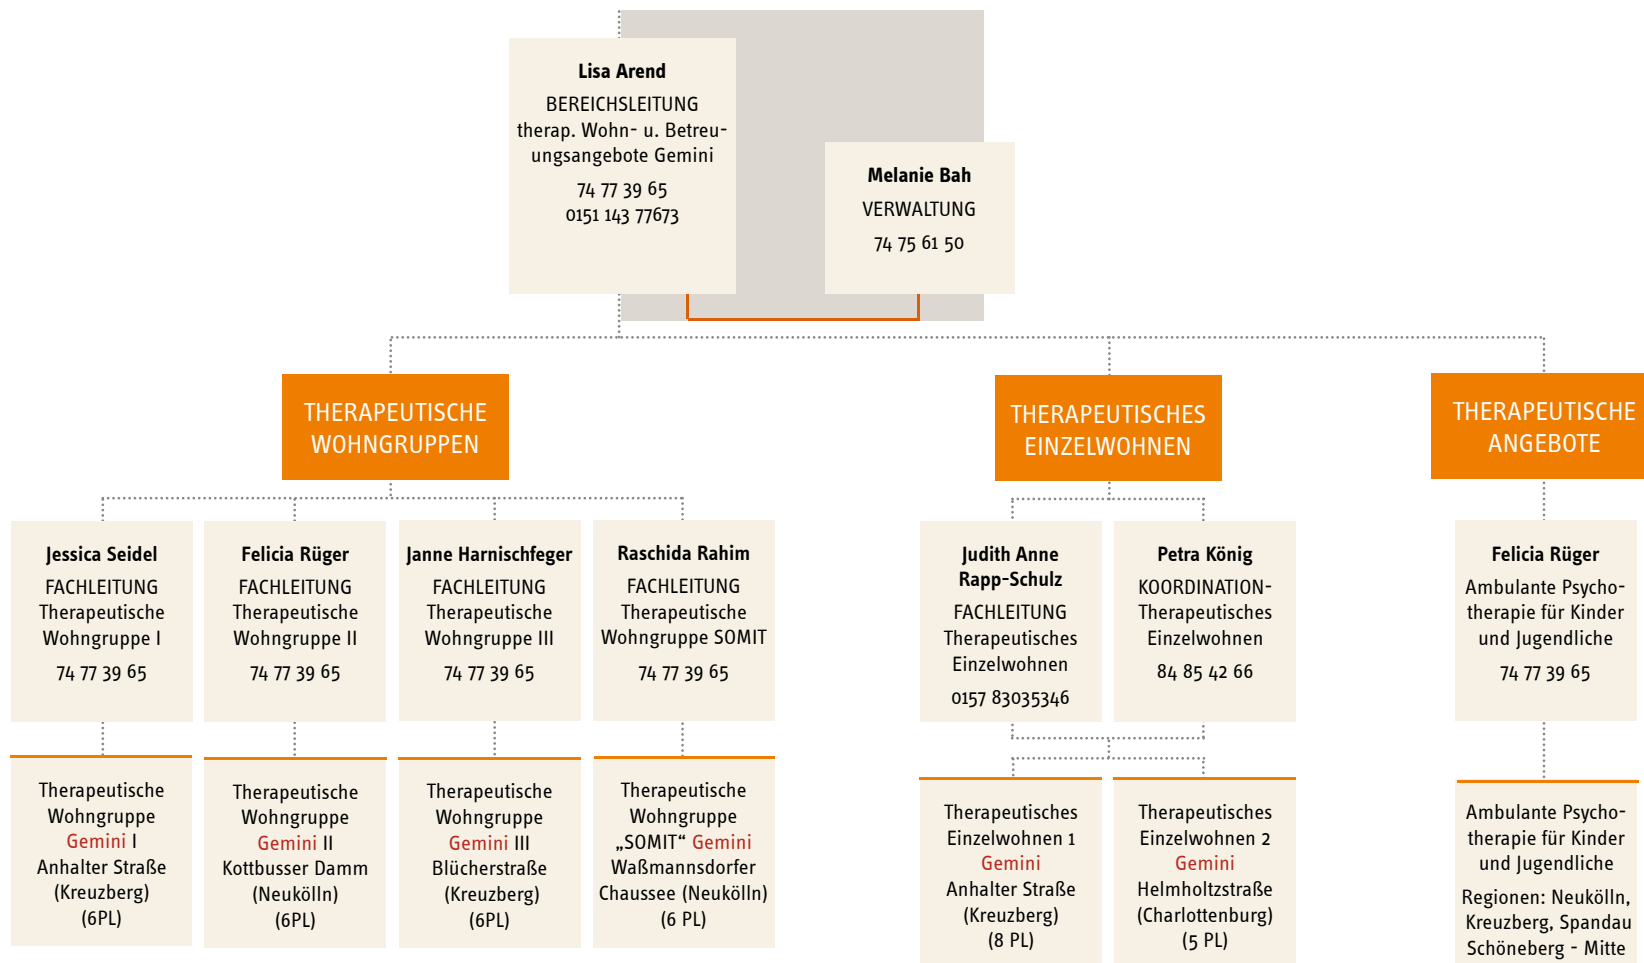 Lisa Arend
BEREICHSLEITUNG
therap. Wohn- u. Betreu-
ungsangebote Gemini
74 77 39 65
0151 143 77673
Melanie Bah
VERWALTUNG
74 75 61 50
THERAPEUTISCHE
WOHNGRUPPEN
THERAPEUTISCHES
EINZELWOHNEN
THERAPEUTISCHE
ANGEBOTE
Jessica Seidel
FACHLEITUNG
Therapeutische
Wohngruppe I
74 77 39 65
Felicia Rüger
FACHLEITUNG
Therapeutische
Wohngruppe II
74 77 39 65
Janne Harnischfeger
FACHLEITUNG
Therapeutische
Wohngruppe III
74 77 39 65
Raschida Rahim
FACHLEITUNG
Therapeutische
Wohngruppe SOMIT
74 77 39 65
Judith Anne
Rapp-Schulz
FACHLEITUNG
Therapeutisches
Einzelwohnen
0157 83035346
Petra König
KOORDINATION-
Therapeutisches
Einzelwohnen
84 85 42 66
Felicia Rüger
Ambulante Psycho-
therapie für Kinder
und Jugendliche
74 77 39 65
Therapeutische
Wohngruppe
Gemini I
Anhalter Straße
(Kreuzberg)
(6PL)
Therapeutische
Wohngruppe
Gemini II
Kottbusser Damm
(Neukölln)
(6PL)
Therapeutische
Wohngruppe
Gemini III
Blücherstraße
(Kreuzberg)
(6PL)
Therapeutische
Wohngruppe
„SOMIT“ Gemini
Waßmannsdorfer
Chaussee (Neukölln)
(6 PL)
Therapeutisches
Einzelwohnen 1
Gemini
Anhalter Straße
(Kreuzberg)
(8 PL)
Therapeutisches
Einzelwohnen 2
Gemini
Helmholtzstraße
(Charlottenburg)
(5 PL)
Ambulante Psycho-
therapie für Kinder
und Jugendliche
Regionen: Neukölln,
Kreuzberg, Spandau
Schöneberg - Mitte